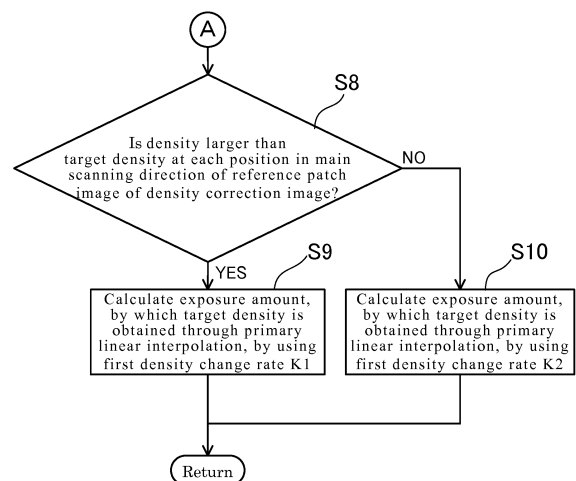 A
S8
Is density larger than
target density at each position in main
scanning direction of reference patch
image of density correction image?
NO
YES
S9
Calculate exposure amount,
by which target density is
obtained through primary
linear interpolation, by using
first density change rate K1
S10
Calculate exposure amount,
by which target density is
obtained through primary
linear interpolation, by using
first density change rate K2
Return